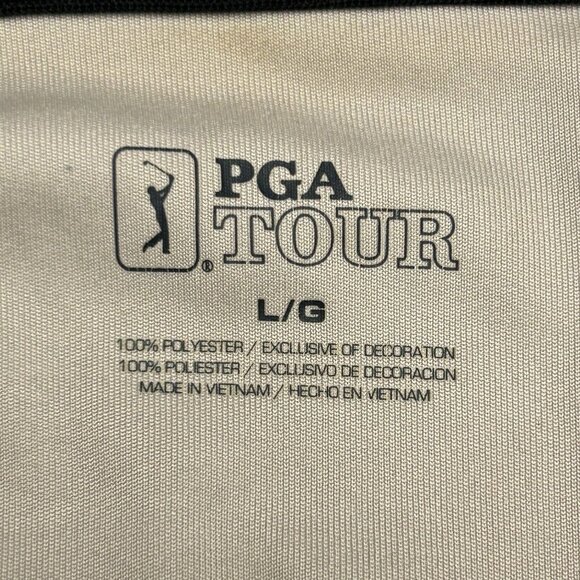 PGA
TOUR
®
L/G
100% POLYESTER / EXCLUSIVE OF DECORATION
100% POLIESTER / EXCLUSIVO DE DECORACION
MADE IN VIETNAM / HECHO EN VIETNAM